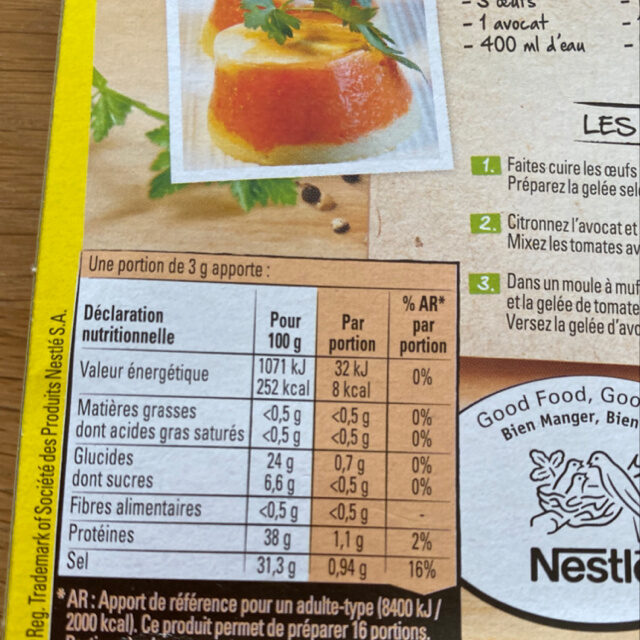 - 3 œufs
- 1 avocat
- 400 ml d'eau
LES
1. Faites cuire les œufs
Préparez la gelée
2. Citronnez l'avocat et
Mixez les tomates
3. Dans un moule à
et la gelée de tomate
Versez la gelée
Une portion de 3 g apporte :
Déclaration nutritionnelle Pour 100 g Par portion % AR* par portion
Valeur énergétique 1071 kJ 32 kJ 0%
252 kcal 8 kcal
Matières grasses <0,5 g <0,5 g 0%
dont acides gras saturés <0,5 g <0,5 g 0%
Glucides 24 g 0,7 g 0%
dont sucres 6,6 g <0,5 g 0%
Fibres alimentaires <0,5 g <0,5 g -
Protéines 38 g 1,1 g 2%
Sel 31,3 g 0,94 g 16%
*AR : Apport de référence pour un adulte-type (8400 kJ /
2000 kcal). Ce produit permet de préparer 16 portions.
Reg. Trademark of Société des Produits Nestlé S.A.
Good Food,
Bien Manger, Bien
Nestlé